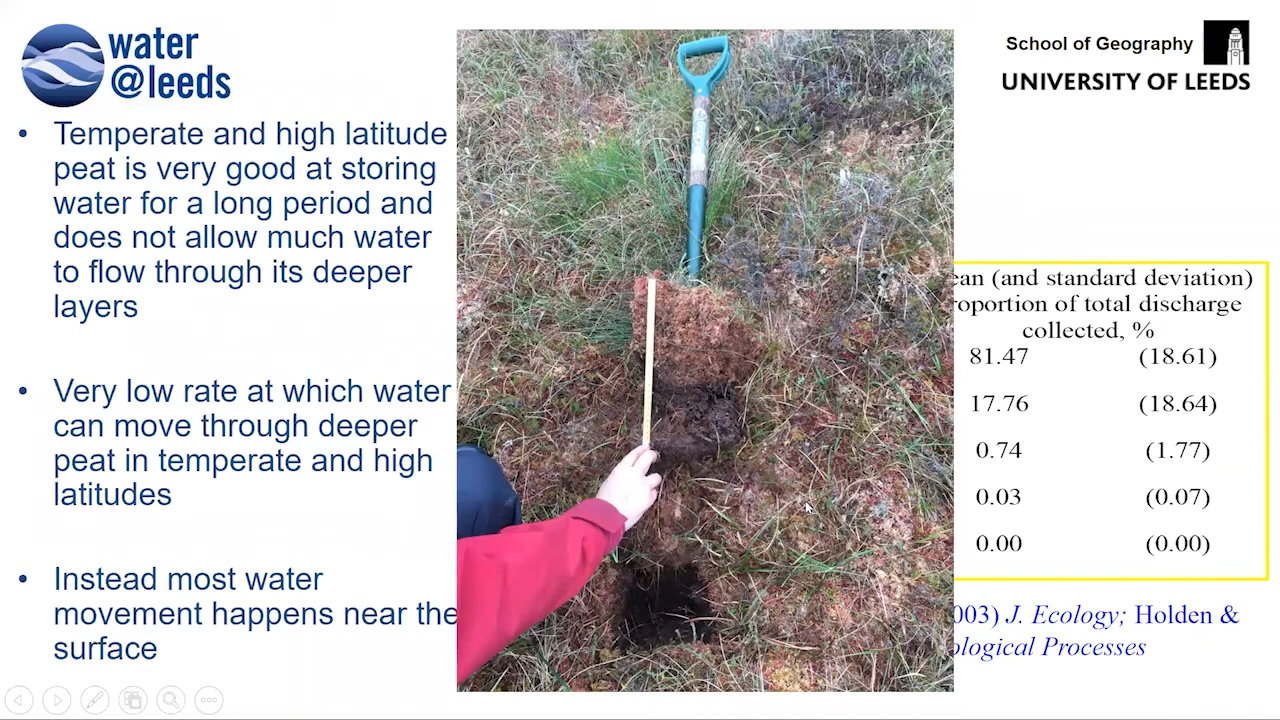 water
@leeds
School of Geography
UNIVERSITY OF LEEDS
• Temperate and high latitude
peat is very good at storing
water for a long period and
does not allow much water
to flow through its deeper
layers
• Very low rate at which water
can move through deeper
peat in temperate and high
latitudes
• Instead most water
movement happens near the
surface
ean (and standard deviation)
roportion of total discharge
collected, %
81.47 (18.61)
17.76 (18.64)
0.74 (1.77)
0.03 (0.07)
0.00 (0.00)
003) J. Ecology; Holden &
ological Processes